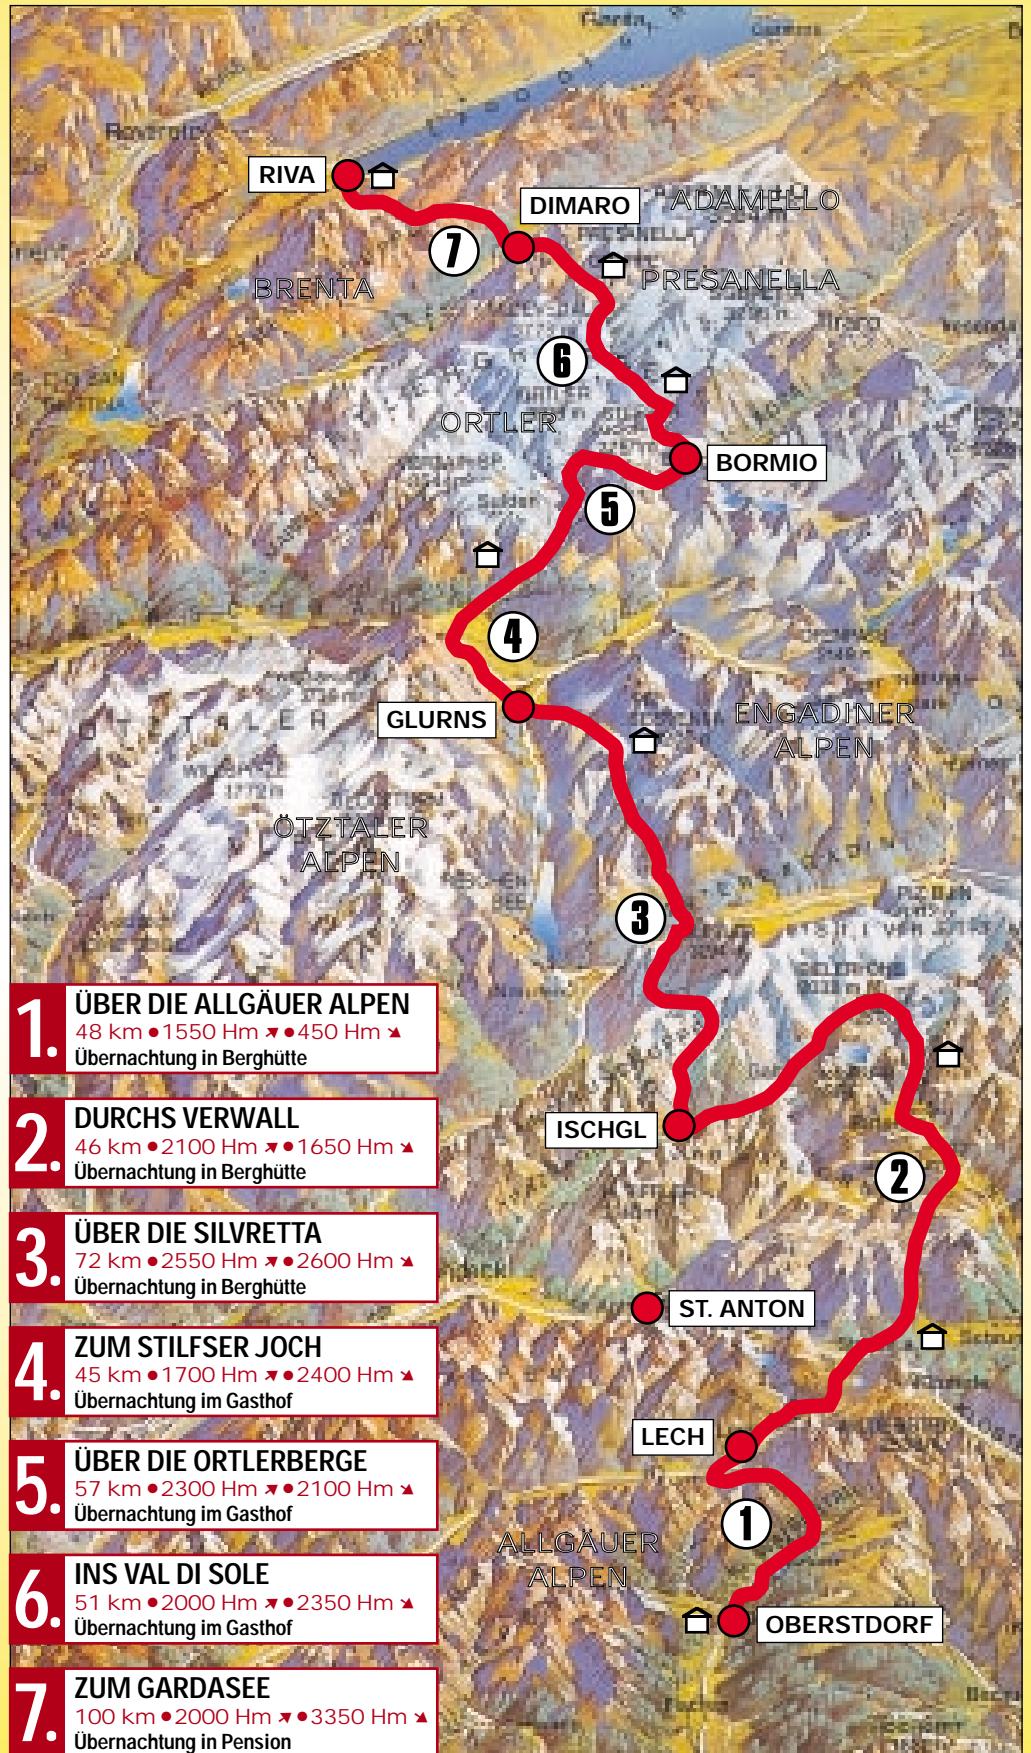 RIVA
DIMARO
ADAMELLO
7
BRENTA
PRESANELLA
6
ORTLER
BORMIO
5
4
GLURNS
ENGADINER
ALPEN
ÖTZTALER
ALPEN
3
1. ÜBER DIE ALLGÄUER ALPEN
48 km ● 1550 Hm ➚ ● 450 Hm ➘
Übernachtung in Berghütte
2. DURCHS VERWALL
46 km ● 2100 Hm ➚ ● 1650 Hm ➘
Übernachtung in Berghütte
ISCHGL
2
3. ÜBER DIE SILVRETTA
72 km ● 2550 Hm ➚ ● 2600 Hm ➘
Übernachtung in Berghütte
ST. ANTON
4. ZUM STILFSER JOCH
45 km ● 1700 Hm ➚ ● 2400 Hm ➘
Übernachtung im Gasthof
LECH
5. ÜBER DIE ORTLERBERGE
57 km ● 2300 Hm ➚ ● 2100 Hm ➘
Übernachtung im Gasthof
1
ALLGÄUER
ALPEN
6. INS VAL DI SOLE
51 km ● 2000 Hm ➚ ● 2350 Hm ➘
Übernachtung im Gasthof
OBERSTDORF
7. ZUM GARDASEE
100 km ● 2000 Hm ➚ ● 3350 Hm ➘
Übernachtung in Pension